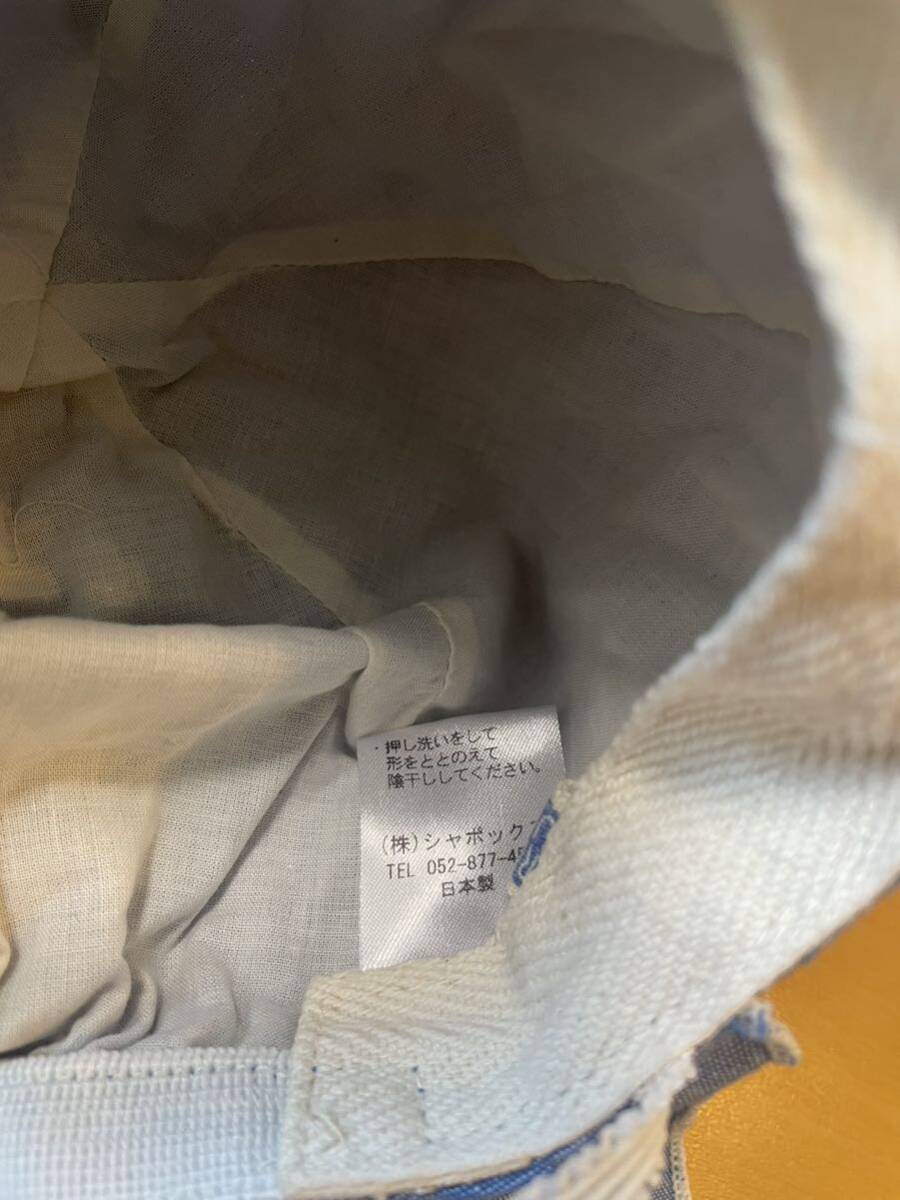 ・押し洗いをして
形をととのえて
陰干ししてください。
(株)シャポック
TEL 052-877-45
日本製